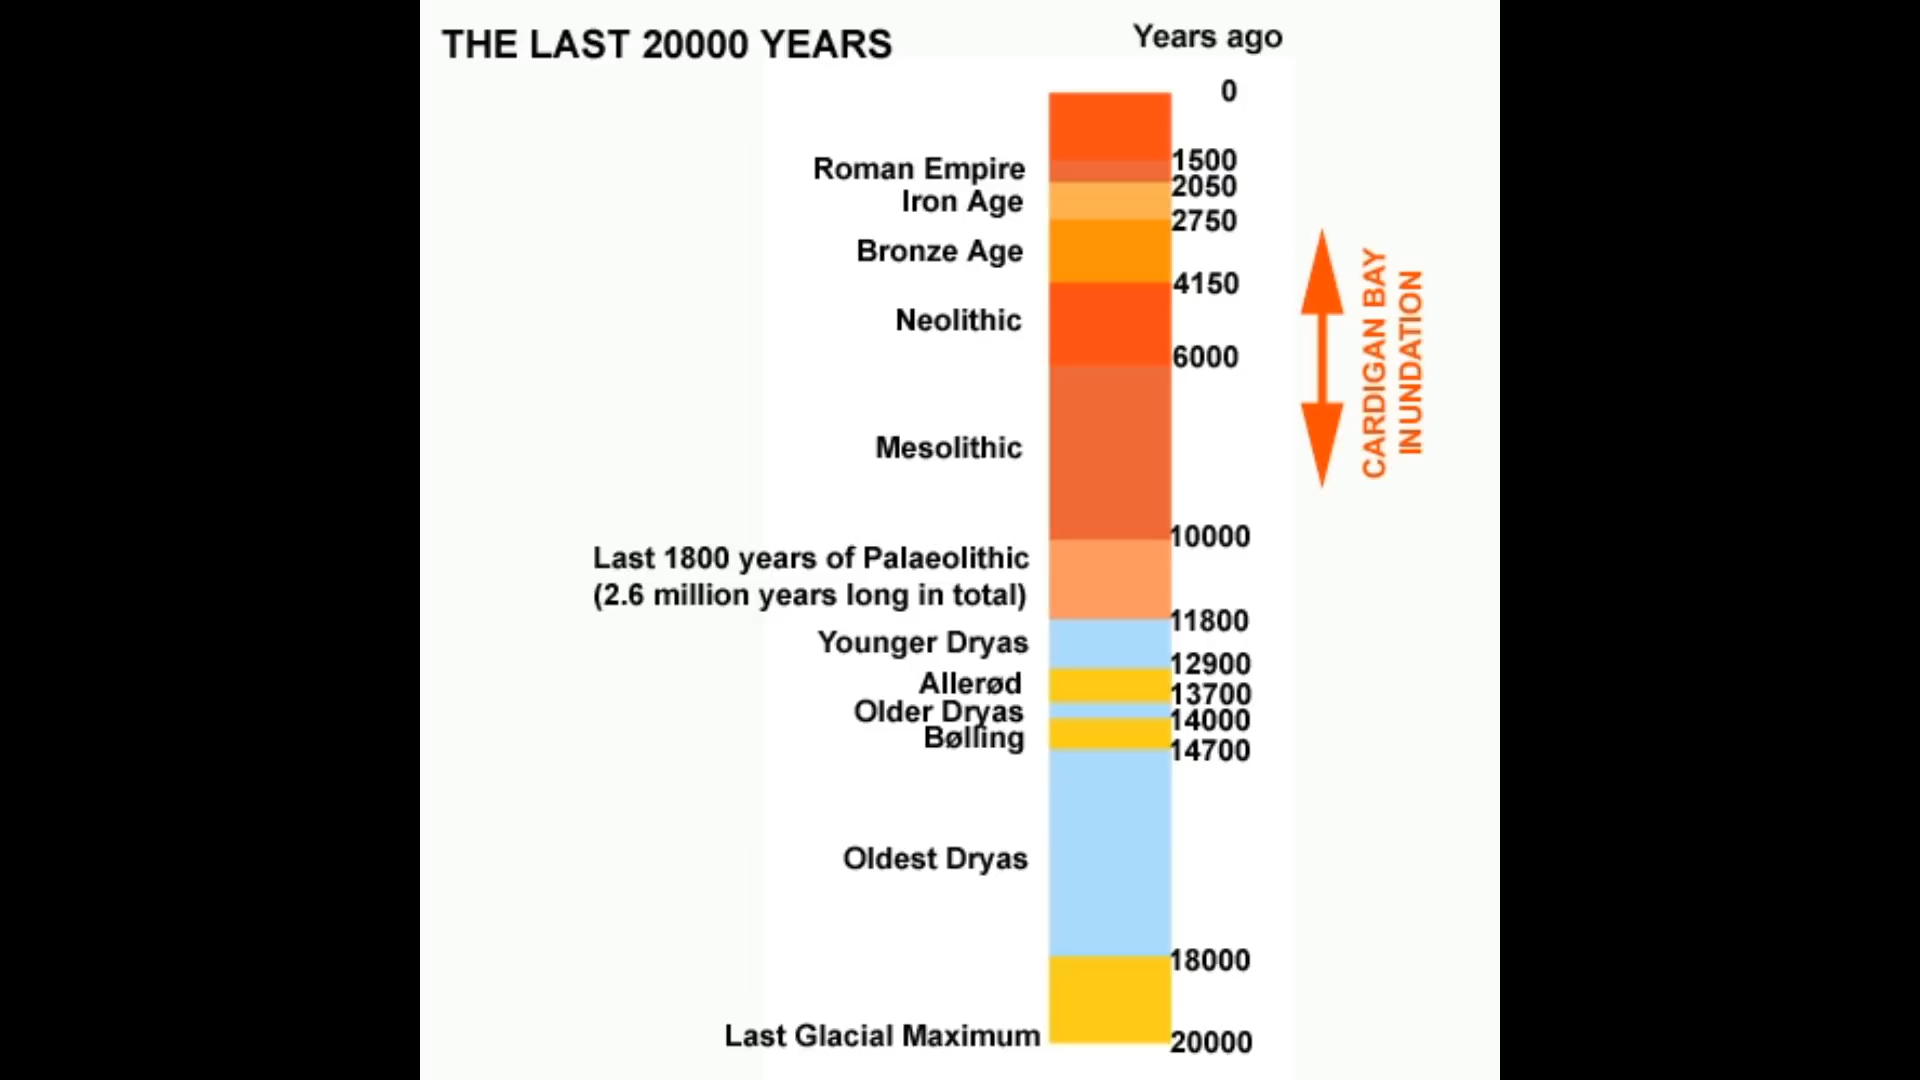 THE LAST 20000 YEARS
Years ago
0
1500
Roman Empire
2050
Iron Age
2750
Bronze Age
4150
Neolithic
6000
CARDIGAN BAY
INUNDATION
Mesolithic
10000
Last 1800 years of Palaeolithic
(2.6 million years long in total)
11800
Younger Dryas
12900
Allerød
13700
Older Dryas
14000
Bølling
14700
Oldest Dryas
18000
Last Glacial Maximum
20000